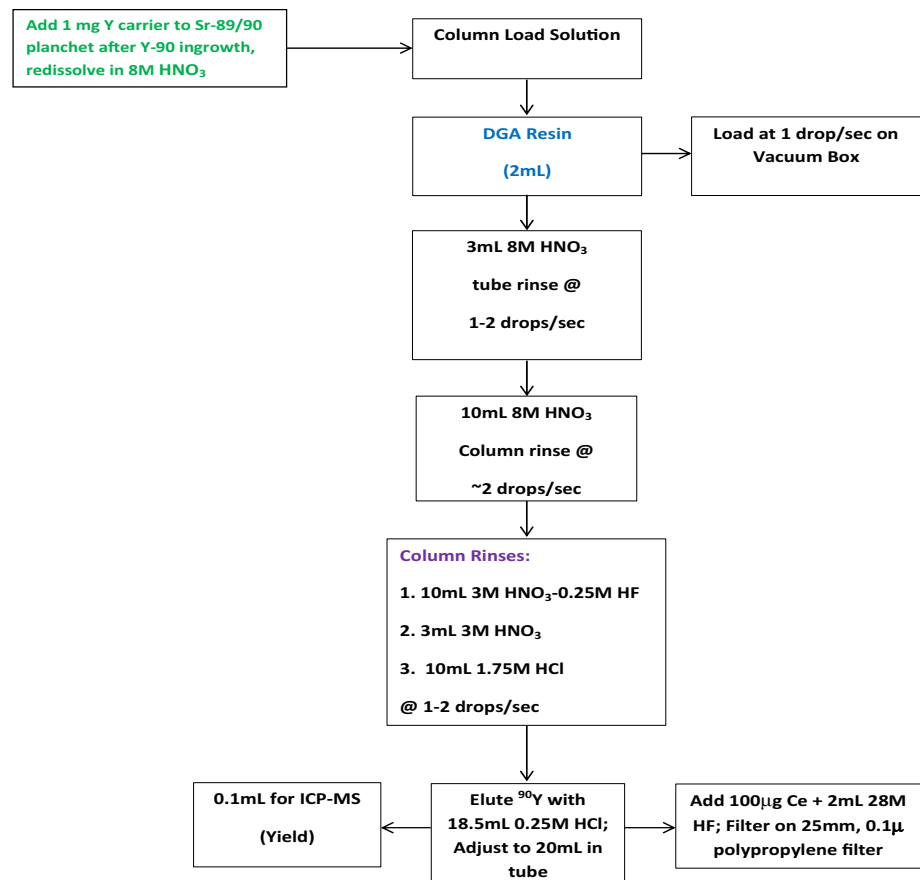 Add 1 mg Y carrier to Sr-89/90
planchet after Y-90 ingrowth,
redissolve in 8M HNO₃
Column Load Solution
DGA Resin
(2mL)
Load at 1 drop/sec on
Vacuum Box
3mL 8M HNO₃
tube rinse @
1-2 drops/sec
10mL 8M HNO₃
Column rinse @
~2 drops/sec
Column Rinses:
1. 10mL 3M HNO₃-0.25M HF
2. 3mL 3M HNO₃
3. 10mL 1.75M HCl
@ 1-2 drops/sec
0.1mL for ICP-MS
(Yield)
Elute ⁹⁰Y with
18.5mL 0.25M HCl;
Adjust to 20mL in
tube
Add 100μg Ce + 2mL 28M
HF; Filter on 25mm, 0.1μ
polypropylene filter